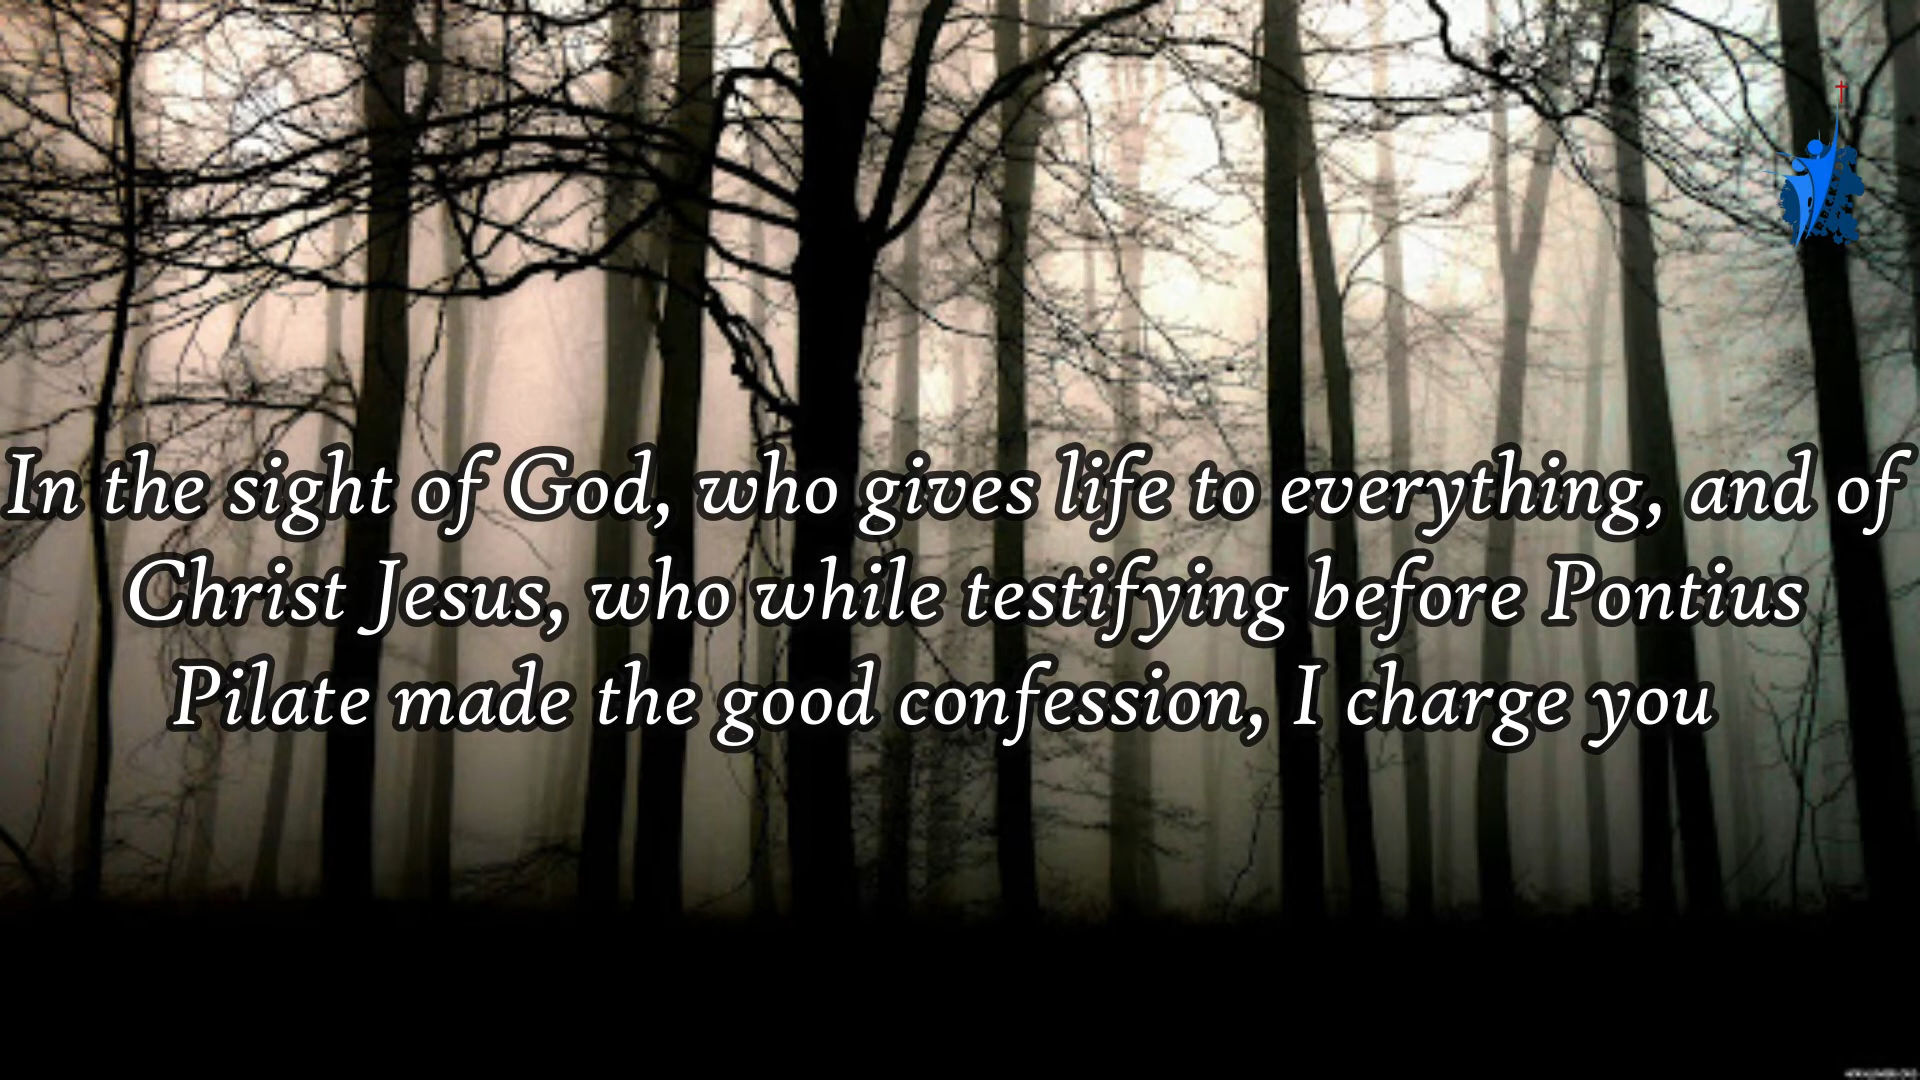 In the sight of God, who gives life to everything, and of
Christ Jesus, who while testifying before Pontius
Pilate made the good confession, I charge you